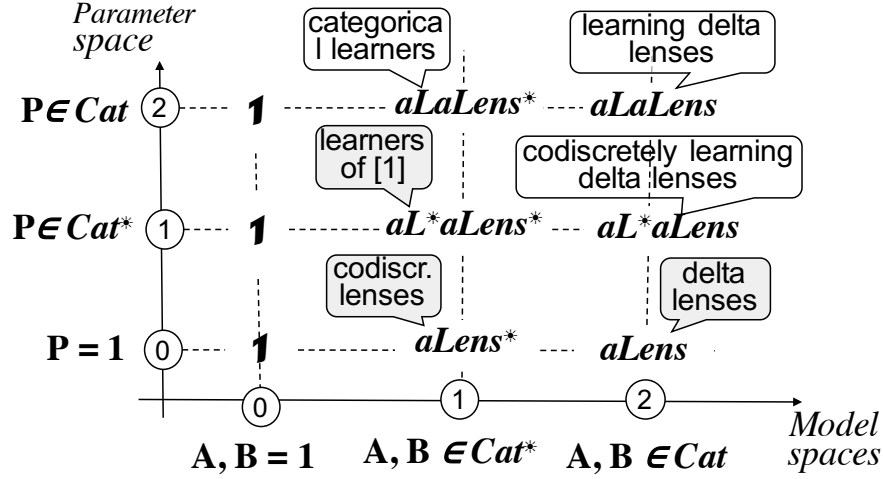 Parameter
space
categorica
l learners
learning delta
lenses
P∈Cat 2 1 aLaLens* aLaLens
learners
of [1]
codiscretely learning
delta lenses
P∈Cat* 1 1 aL*aLens* aL*aLens
codiscr.
lenses
delta
lenses
P = 1 0 1 aLens* aLens
0 1 2
A, B = 1 A, B ∈Cat* A, B ∈Cat
Model
spaces